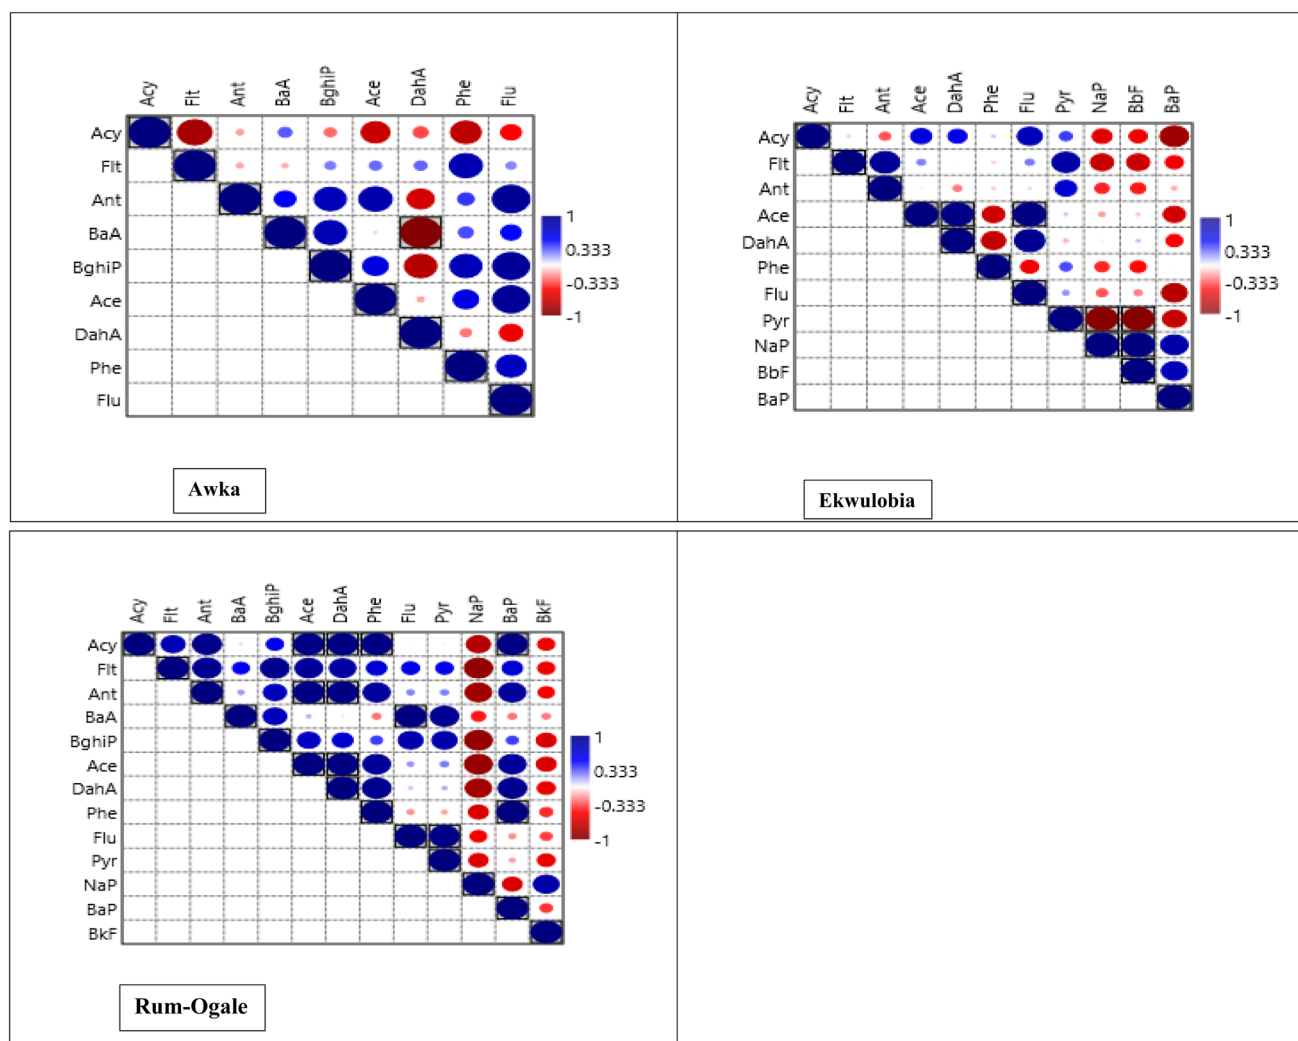 Acy Flt Ant BaA BghiP Ace DahA Phe Flu
Acy
Flt
Ant
BaA
BghiP
Ace
DahA
Phe
Flu
1
0.333
-0.333
-1
Awka
Acy Flt Ant Ace DahA Phe Flu Pyr NaP BbF BaP
Acy
Flt
Ant
Ace
DahA
Phe
Flu
Pyr
NaP
BbF
BaP
1
0.333
-0.333
-1
Ekwulobia
Acy Flt Ant BaA BghiP Ace DahA Phe Flu Pyr NaP BaP BkF
Acy
Flt
Ant
BaA
BghiP
Ace
DahA
Phe
Flu
Pyr
NaP
BaP
BkF
1
0.333
-0.333
-1
Rum-Ogale